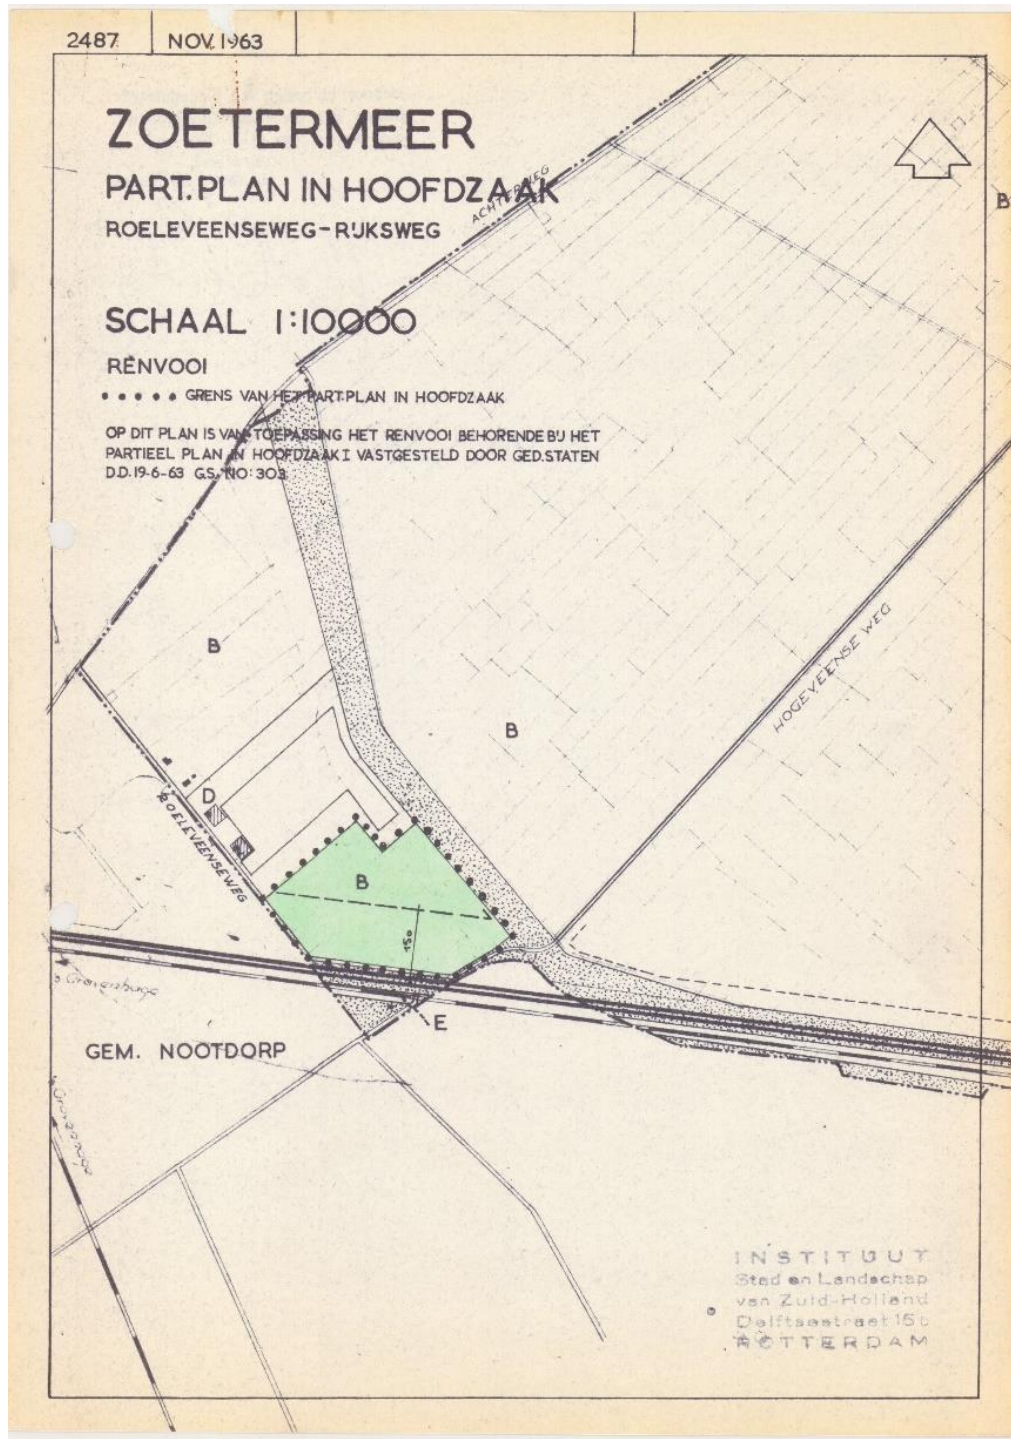 2487
NOV. 1963
ZOETERMEER
PART. PLAN IN HOOFDZAAK
ROELEVEENSEWEG - RIJKSWEG
SCHAAL 1:10000
RENVOOI
GRENS VAN HET PART. PLAN IN HOOFDZAAK
OP DIT PLAN IS VAN TOEPASSING HET RENVOOI BEHORENDE BIJ HET
PARTIEEL PLAN IN HOOFDZAAK I VASTGESTELD DOOR GED. STATEN
D.D. 19-6-63 G.S. NO: 303
ACHTERWEG
B
B
B
HOGEVEENSE WEG
D
ROELEVEENSEWEG
B
150
E
GEM. NOOTDORP
INSTITUUT
Stad en Landschap
van Zuid-Holland
Delftsestraat 15b
ROTTERDAM